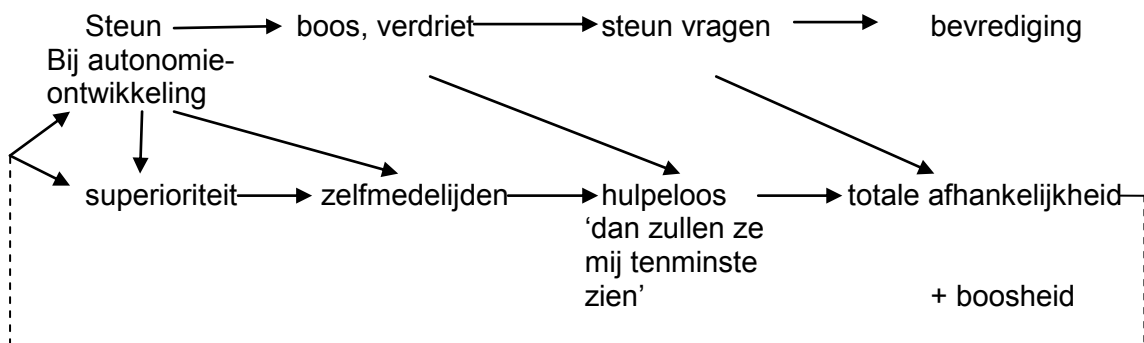 Steun boos, verdriet steun vragen bevrediging
Bij autonomie-
ontwikkeling
superioriteit zelfmedelijden hulpeloos totale afhankelijkheid
‘dan zullen ze
mij tenminste
zien’ + boosheid